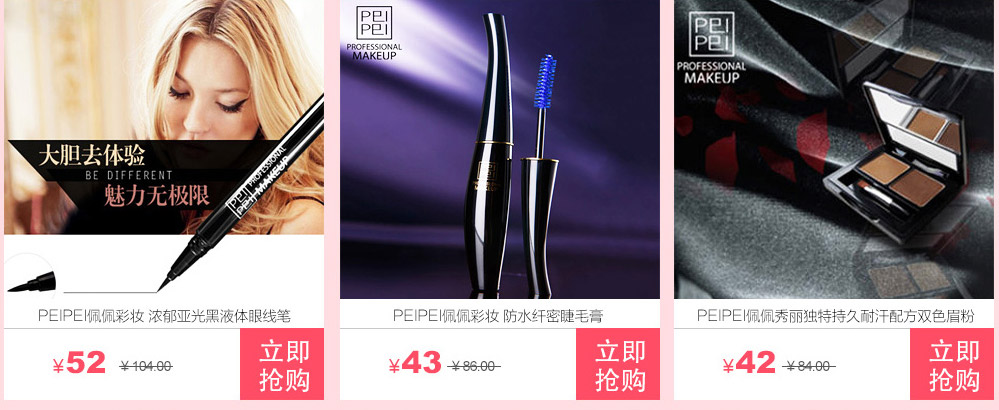 大胆去体验
BE DIFFERENT
魅力无极限
PEI
PEI
PROFESSIONAL
MAKEUP
PEIPEI佩佩彩妆 浓郁亚光黑液体眼线笔
¥52 ¥104.00
立即
抢购
PEI
PEI
PROFESSIONAL
MAKEUP
PEIPEI佩佩彩妆 防水纤密睫毛膏
¥43 ¥86.00
立即
抢购
PEI
PEI
PROFESSIONAL
MAKEUP
PEIPEI佩佩秀丽独特持久耐汗配方双色眉粉
¥42 ¥84.00
立即
抢购